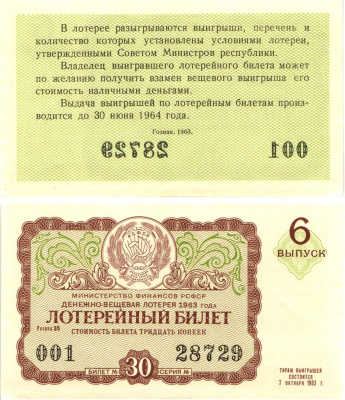 В лотерее разыгрываются выигрыши, перечень и
количество которых установлены условиями лотереи,
утвержденными Советом Министров республики.
Владелец выигравшего лотерейного билета может
по желанию получить взамен вещевого выигрыша его
стоимость наличными деньгами.
Выдача выигрышей по лотерейным билетам произ-
водится до 30 июня 1964 года.
Гознак. 1963.
28729 001
6
ВЫПУСК
МИНИСТЕРСТВО ФИНАНСОВ РСФСР
ДЕНЕЖНО-ВЕЩЕВАЯ ЛОТЕРЕЯ 1963 года
ЛОТЕРЕЙНЫЙ БИЛЕТ
Разряд 35
СТОИМОСТЬ БИЛЕТА ТРИДЦАТЬ КОПЕЕК
001 28729
БИЛЕТ № 30 СЕРИЯ №
ТИРАЖ ВЫИГРЫШЕЙ
СОСТОИТСЯ
7 ОКТЯБРЯ 1963 г.